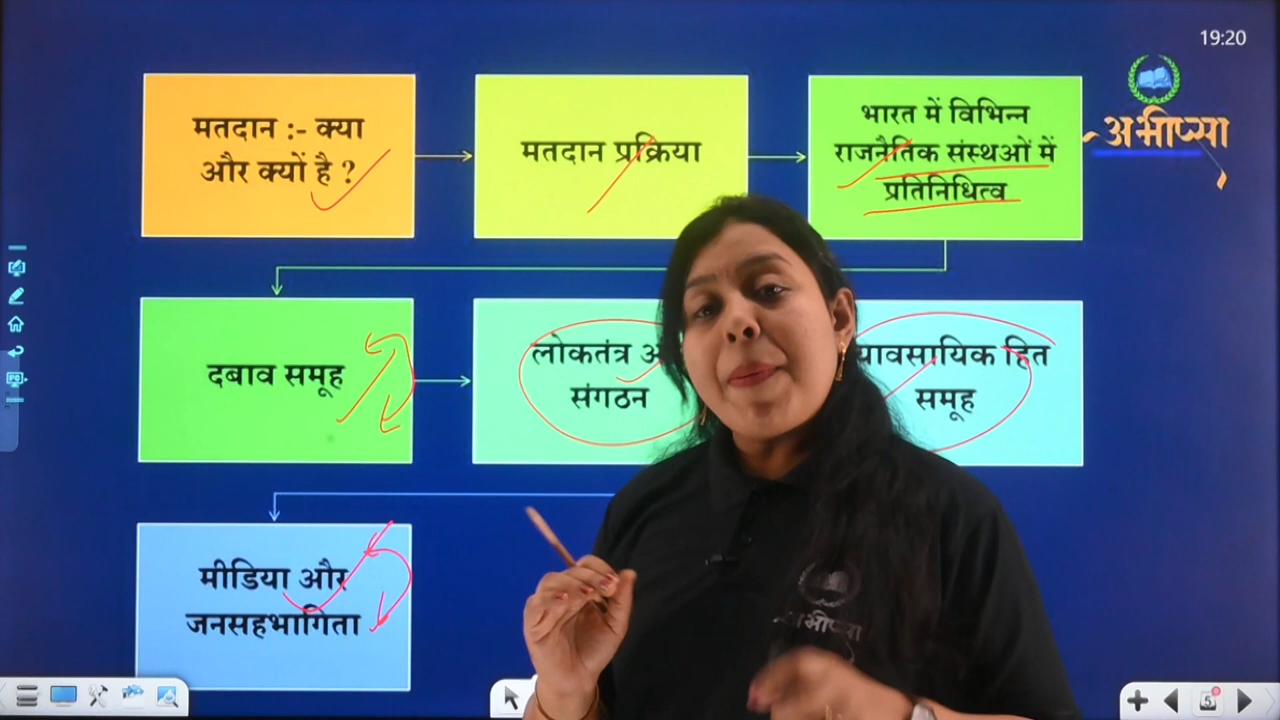 19:20
अभीप्सा
मतदान :- क्या
और क्यों है ?
मतदान प्रक्रिया
भारत में विभिन्न
राजनैतिक संस्थओं में
प्रतिनिधित्व
दबाव समूह
लोकतंत्र
संगठन
हित
समूह
मीडिया और
जनसहभागिता
अभीप्सा
5